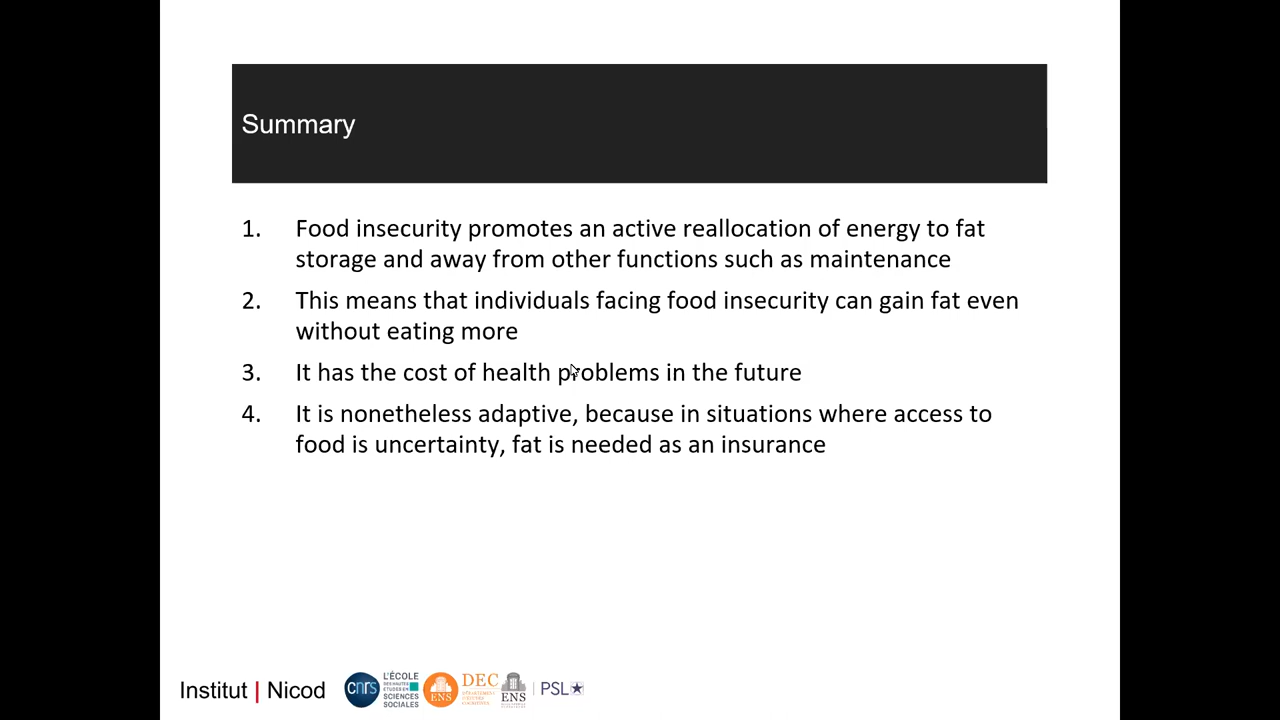 Summary
1. Food insecurity promotes an active reallocation of energy to fat
storage and away from other functions such as maintenance
2. This means that individuals facing food insecurity can gain fat even
without eating more
3. It has the cost of health problems in the future
4. It is nonetheless adaptive, because in situations where access to
food is uncertainty, fat is needed as an insurance
Institut | Nicod
cnrs
L'ÉCOLE
DES HAUTES
ÉTUDES EN
SCIENCES
SOCIALES
ENS
DEC
ENS
PSL